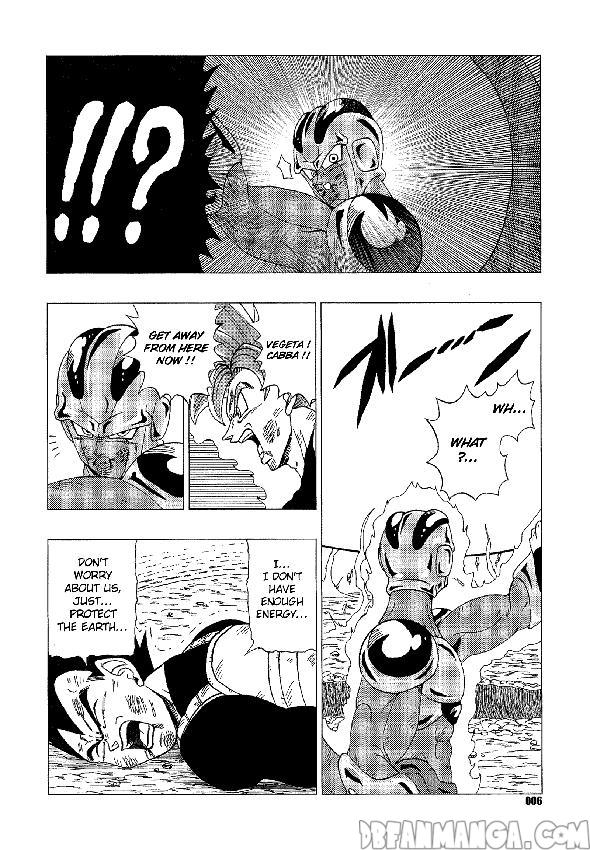 !!?
WH...
WHAT
?...
VEGETA !
CABBA !!
GET AWAY
FROM HERE
NOW !!
I...
I DON'T
HAVE
ENOUGH
ENERGY...
DON'T
WORRY
ABOUT US,
JUST...
PROTECT
THE EARTH...
006
DBFANMANGA.COM